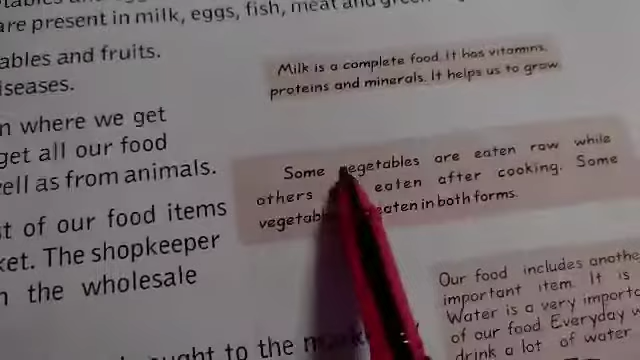 are present in milk, eggs, fish, meat and
ables and fruits.
iseases.
n where we get
get all our food
ell as from animals.
t of our food items
ket. The shopkeeper
n the wholesale
ught to the
Milk is a complete food. It has vitamins,
proteins and minerals. It helps us to grow.
Some vegetables are eaten raw while
others eaten after cooking. Some
vegetab eaten in both forms.
Our food includes anothe
important item. It is
Water is a very importa
of our food. Everyday w
drink a lot of water